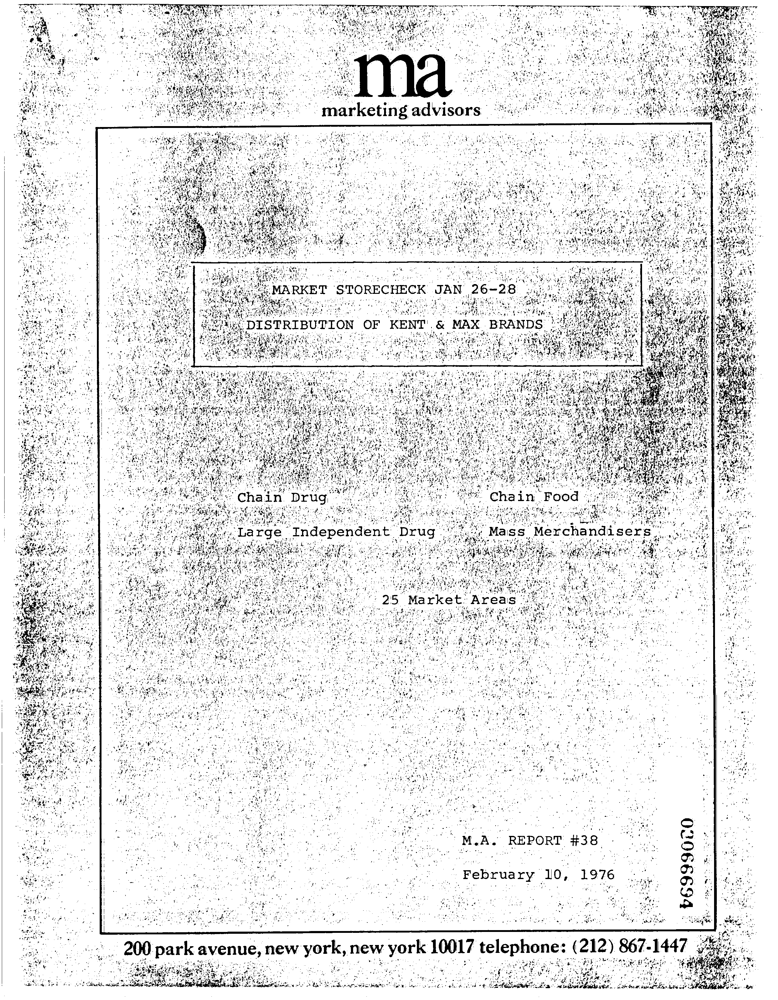 ma
marketing advisors
MARKET STORECHECK JAN 26-28
DISTRIBUTION OF KENT & MAX BRANDS
Chain Drug Chain Food
Large Independent Drug Mass Merchandisers
25 Market Areas
M.A. REPORT #38
February 10, 1976
03066694
200 park avenue, new york, new york 10017 telephone: (212) 867-1447